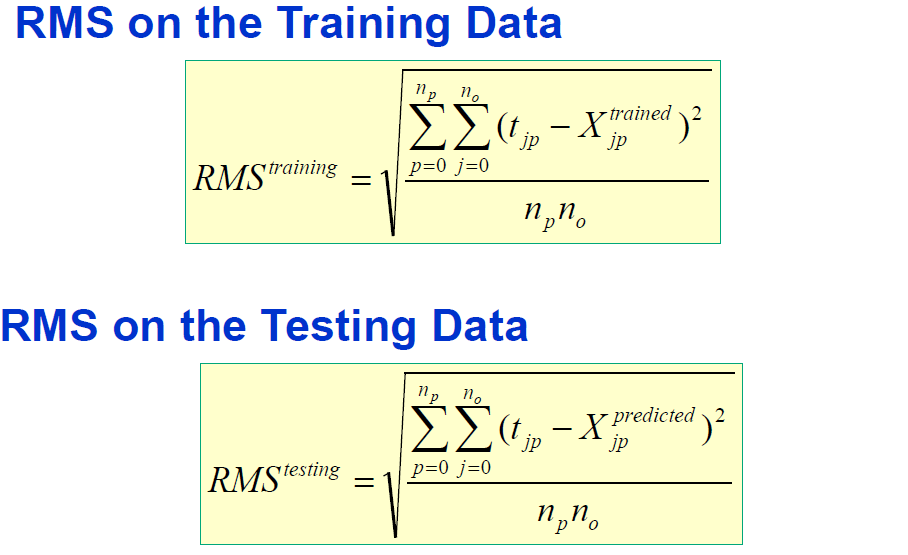 RMS on the Training Data
$RMS^{training} = \sqrt{\frac{\sum_{p=0}^{n_p} \sum_{j=0}^{n_o} (t_{jp} - X_{jp}^{trained})^2}{n_p n_o}}$
RMS on the Testing Data
$RMS^{testing} = \sqrt{\frac{\sum_{p=0}^{n_p} \sum_{j=0}^{n_o} (t_{jp} - X_{jp}^{predicted})^2}{n_p n_o}}$